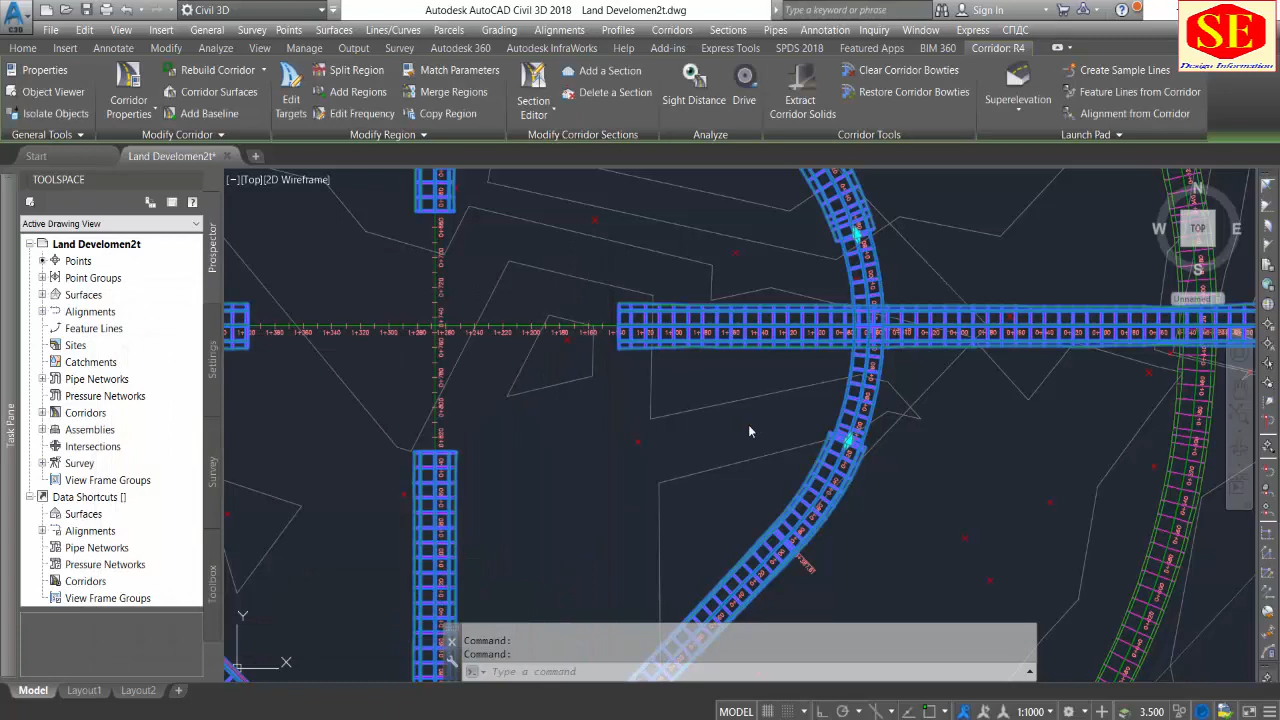 Civil 3D
Autodesk AutoCAD Civil 3D 2018 Land Developmen2t.dwg
Type a keyword or phrase
Sign In
SE
Design Information
File Edit View Insert General Survey Points Surfaces Lines/Curves Parcels Grading Alignments Profiles Corridors Sections Pipes Annotation Inquiry Window Express СПДС
Home Insert Annotate Modify Analyze View Manage Output Survey Autodesk 360 Autodesk InfraWorks Help Add-ins Express Tools SPDS 2018 Featured Apps BIM 360 Corridor: R4
Properties Rebuild Corridor Split Region Match Parameters Add a Section Clear Corridor Bowties Create Sample Lines
Object Viewer Corridor Surfaces Add Regions Merge Regions Delete a Section Restore Corridor Bowties Feature Lines from Corridor
Isolate Objects Corridor Properties Add Baseline Edit Targets Edit Frequency Copy Region Section Editor Sight Distance Drive Extract Corridor Solids Superelevation Alignment from Corridor
General Tools Modify Corridor Modify Region Modify Corridor Sections Analyze Corridor Tools Launch Pad
Start Land Developmen2t*
TOOLSPACE
[−][Top][2D Wireframe]
Active Drawing View
Land Developmen2t
Points
Point Groups
Surfaces
Alignments
Feature Lines
Sites
Catchments
Pipe Networks
Pressure Networks
Corridors
Assemblies
Intersections
Survey
View Frame Groups
Data Shortcuts []
Surfaces
Alignments
Pipe Networks
Pressure Networks
Corridors
View Frame Groups
Task Pane
Prospector
Settings
Survey
Toolbox
N
W TOP E
S
Unnamed
Y
X
Command:
Command:
Type a command
Model Layout1 Layout2
MODEL 1:1000 3.500